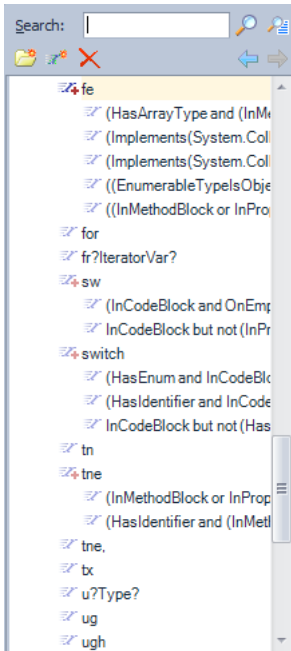 Search:
fe
(HasArrayType and (InMe
(Implements(System.Coll
(Implements(System.Coll
((EnumerableTypeIsObje
((InMethodBlock or InProp
for
fr?IteratorVar?
sw
(InCodeBlock and OnEmp
InCodeBlock but not (InPr
switch
(HasEnum and InCodeBlo
(HasIdentifier and InCode
InCodeBlock but not (Has
tn
tne
(InMethodBlock or InProp
(HasIdentifier and (InMeth
tne,
tx
u?Type?
ug
ugh